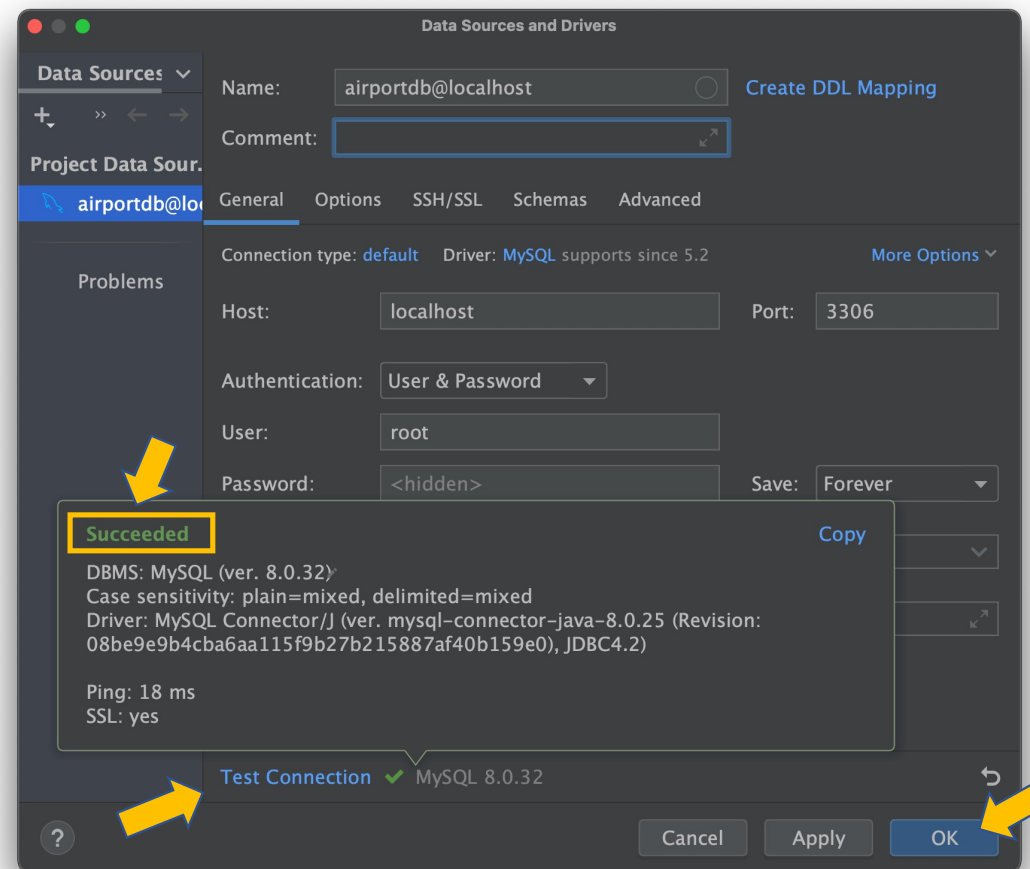 Data Sources and Drivers
Data Sources
Name: airportdb@localhost Create DDL Mapping
Comment:
Project Data Sour.
airportdb@lo
General Options SSH/SSL Schemas Advanced
Connection type: default Driver: MySQL supports since 5.2 More Options
Problems
Host: localhost Port: 3306
Authentication: User & Password
User: root
Password: <hidden> Save: Forever
Succeeded Copy
DBMS: MySQL (ver. 8.0.32)
Case sensitivity: plain=mixed, delimited=mixed
Driver: MySQL Connector/J (ver. mysql-connector-java-8.0.25 (Revision:
08be9e9b4cba6aa115f9b27b215887af40b159e0), JDBC4.2)
Ping: 18 ms
SSL: yes
Test Connection MySQL 8.0.32
? Cancel Apply OK